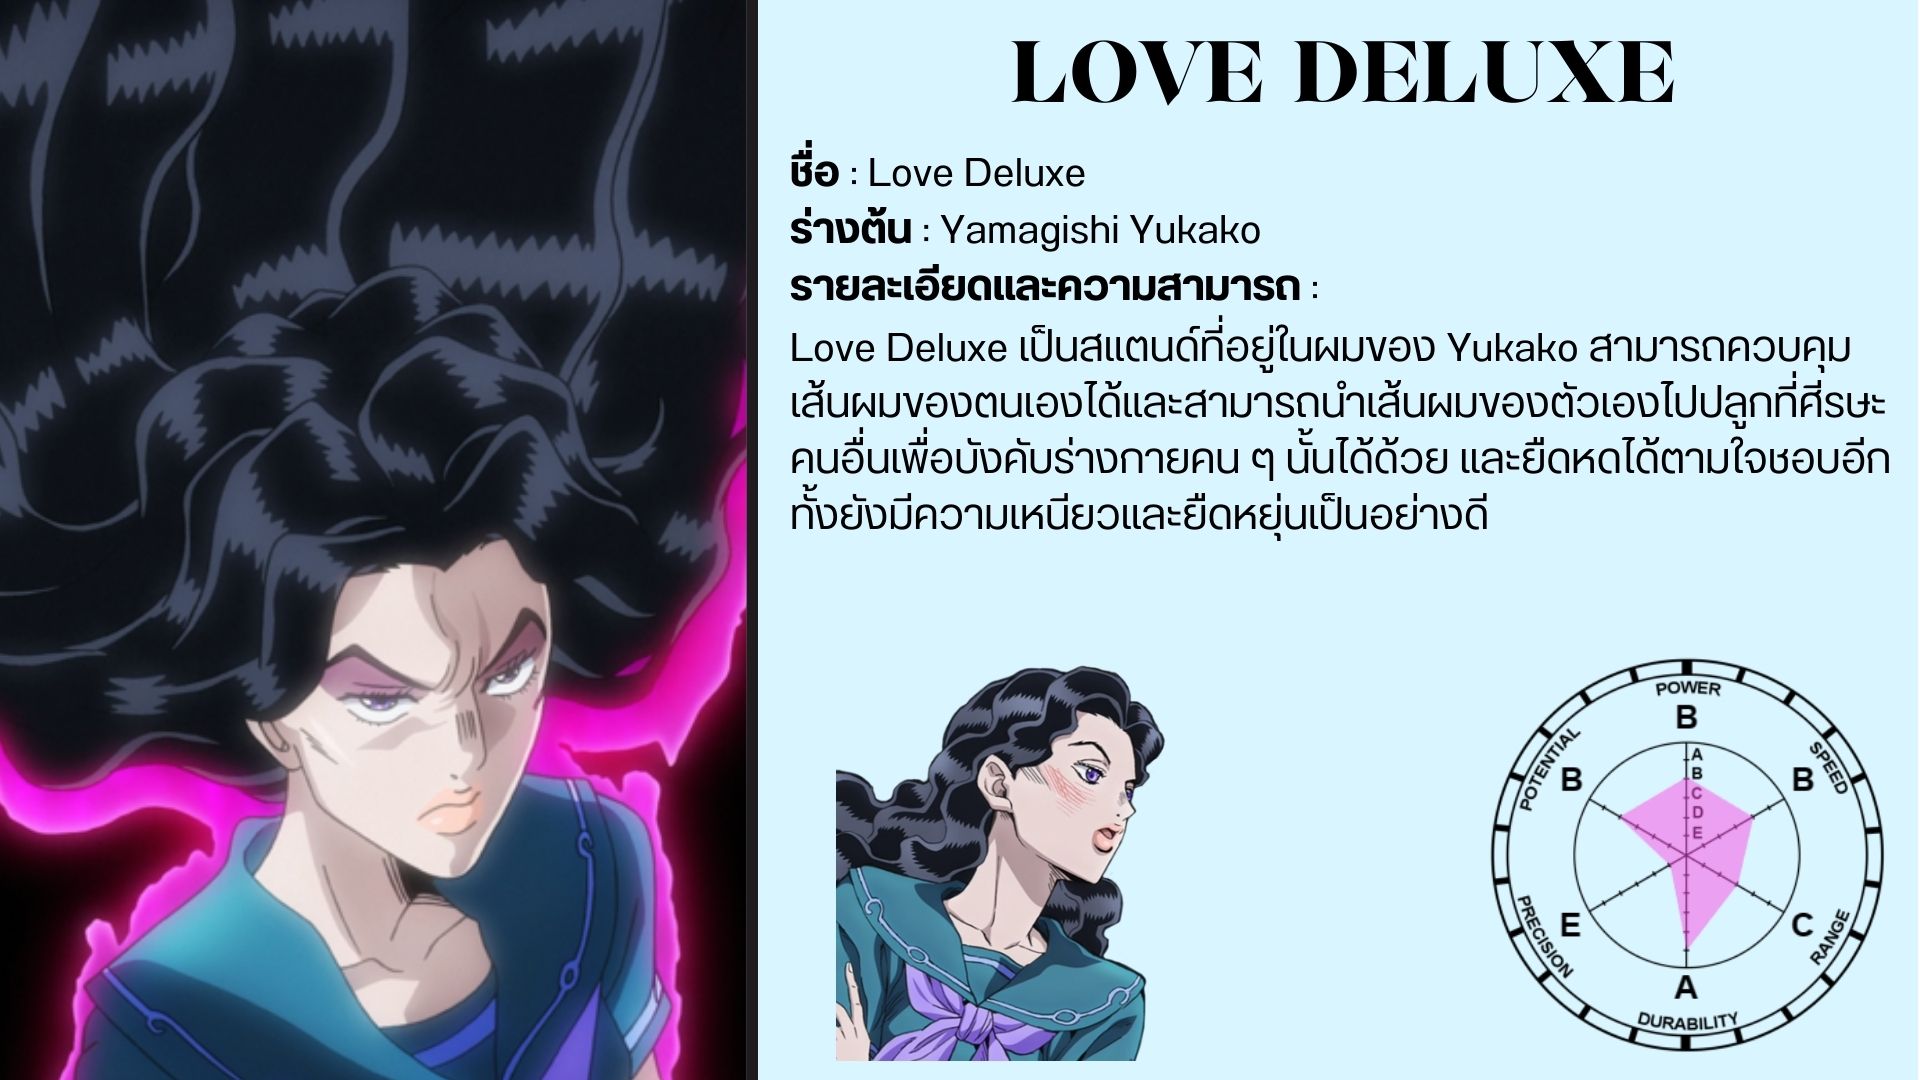 LOVE DELUXE
ชื่อ : Love Deluxe
ร่างต้น : Yamagishi Yukako
รายละเอียดและความสามารถ :
Love Deluxe เป็นสแตนด์ที่อยู่ในผมของ Yukako สามารถควบคุม
เส้นผมของตนเองได้และสามารถนำเส้นผมของตัวเองไปปลูกที่ศีรษะ
คนอื่นเพื่อบังคับร่างกายคน ๆ นั้นได้ด้วย และยืดหดได้ตามใจชอบอีก
ทั้งยังมีความเหนียวและยืดหยุ่นเป็นอย่างดี
POWER
B
POTENTIAL
B
SPEED
B
A
B
C
D
E
PRECISION
E
RANGE
C
A
DURABILITY